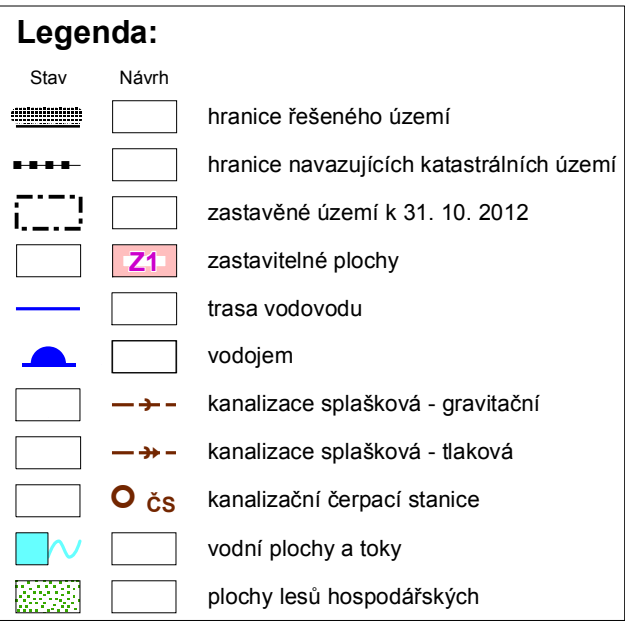 Legenda:
Stav Návrh
hranice řešeného území
hranice navazujících katastrálních území
zastavěné území k 31. 10. 2012
Z1 zastavitelné plochy
trasa vodovodu
vodojem
kanalizace splašková - gravitační
kanalizace splašková - tlaková
ČS kanalizační čerpací stanice
vodní plochy a toky
plochy lesů hospodářských